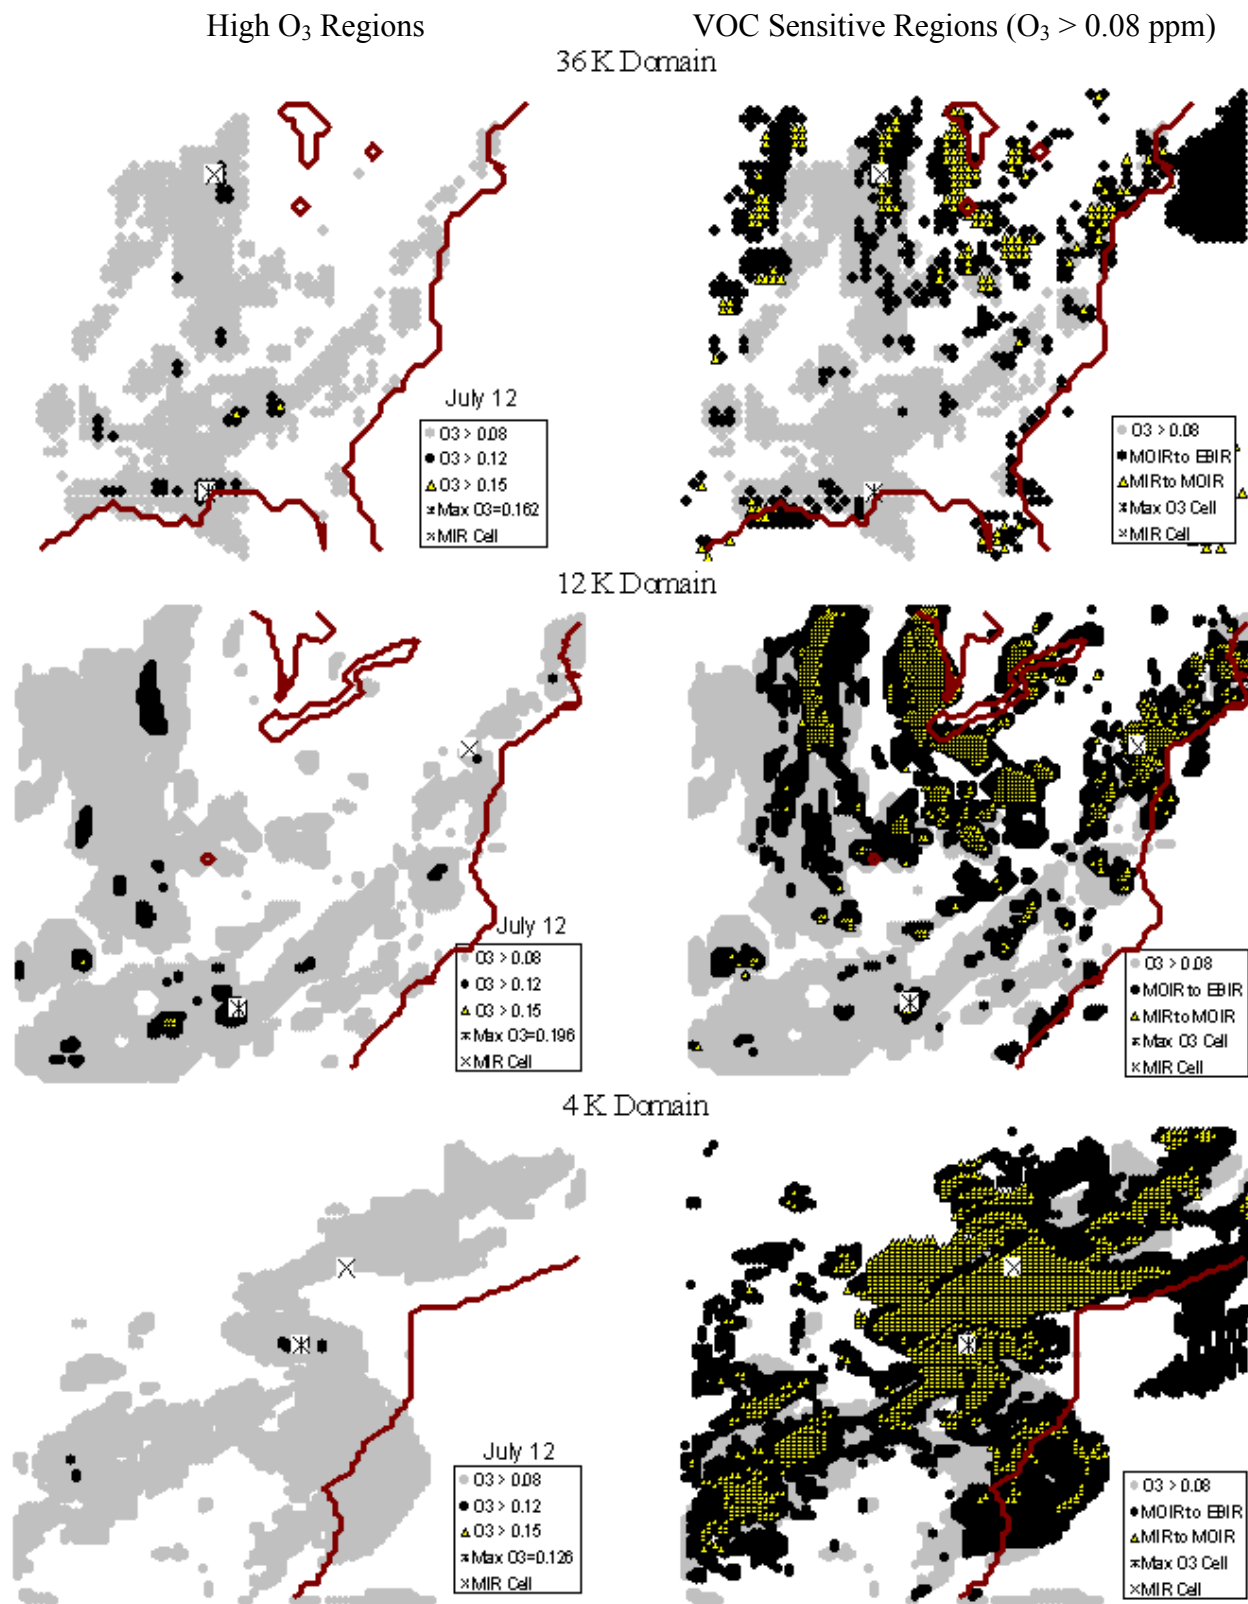 High O₃ Regions
VOC Sensitive Regions (O₃ > 0.08 ppm)
36 K Domain
July 12
O3 > 0.08
O3 > 0.12
O3 > 0.15
Max O3=0.162
MIR Cell
O3 > 0.08
MOIR to EBIR
MIR to MOIR
Max O3 Cell
MIR Cell
12 K Domain
July 12
O3 > 0.08
O3 > 0.12
O3 > 0.15
Max O3=0.196
MIR Cell
O3 > 0.08
MOIR to EBIR
MIR to MOIR
Max O3 Cell
MIR Cell
4 K Domain
July 12
O3 > 0.08
O3 > 0.12
O3 > 0.15
Max O3=0.126
MIR Cell
O3 > 0.08
MOIR to EBIR
MIR to MOIR
Max O3 Cell
MIR Cell